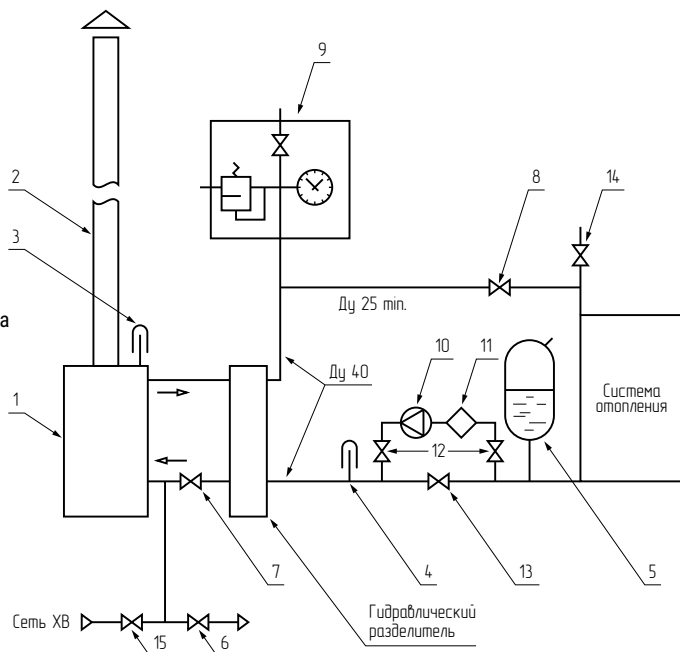 9
2
8
14
3
а
Ду 25 min.
10
11
Ду 40
1
Система
отопления
12
7
4
13
5
Гидравлический
разделитель
Сеть ХВ
15
6